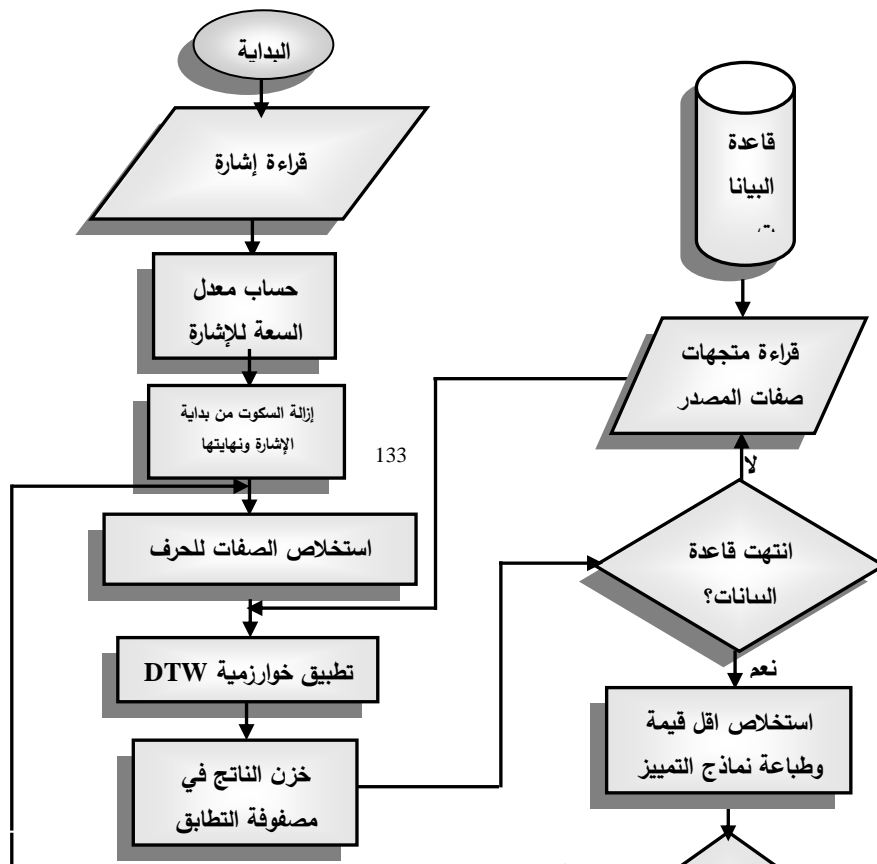 البداية
قراءة إشارة
حساب معدل
السعة للإشارة
إزالة السكوت من بداية
الإشارة ونهايتها
133
استخلاص الصفات للحرف
تطبيق خوارزمية DTW
خزن الناتج في
مصفوفة التطابق
قاعدة
البيانا
قراءة متجهات
صفات المصدر
لا
انتهت قاعدة
البيانات؟
نعم
استخلاص اقل قيمة
وطباعة نماذج التمييز